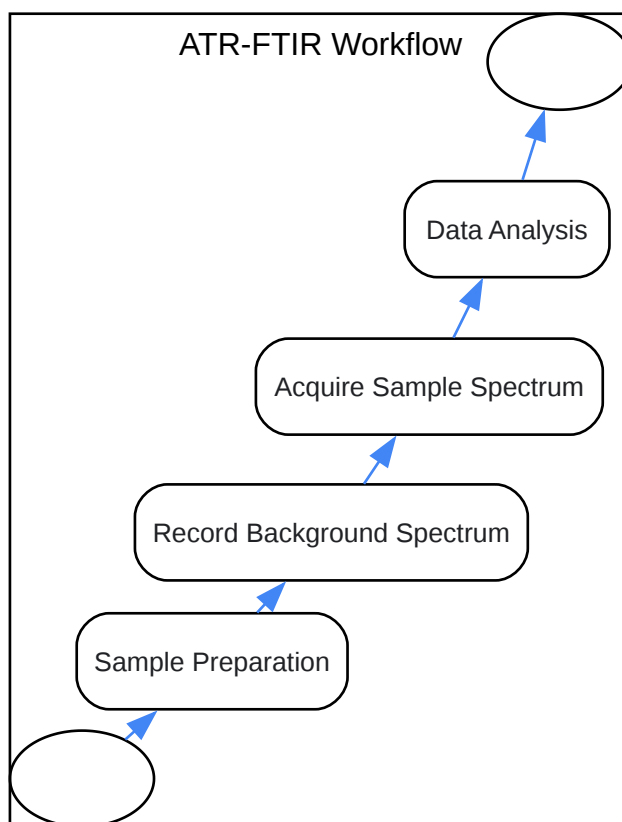 ATR-FTIR Workflow
Data Analysis
Acquire Sample Spectrum
Record Background Spectrum
Sample Preparation